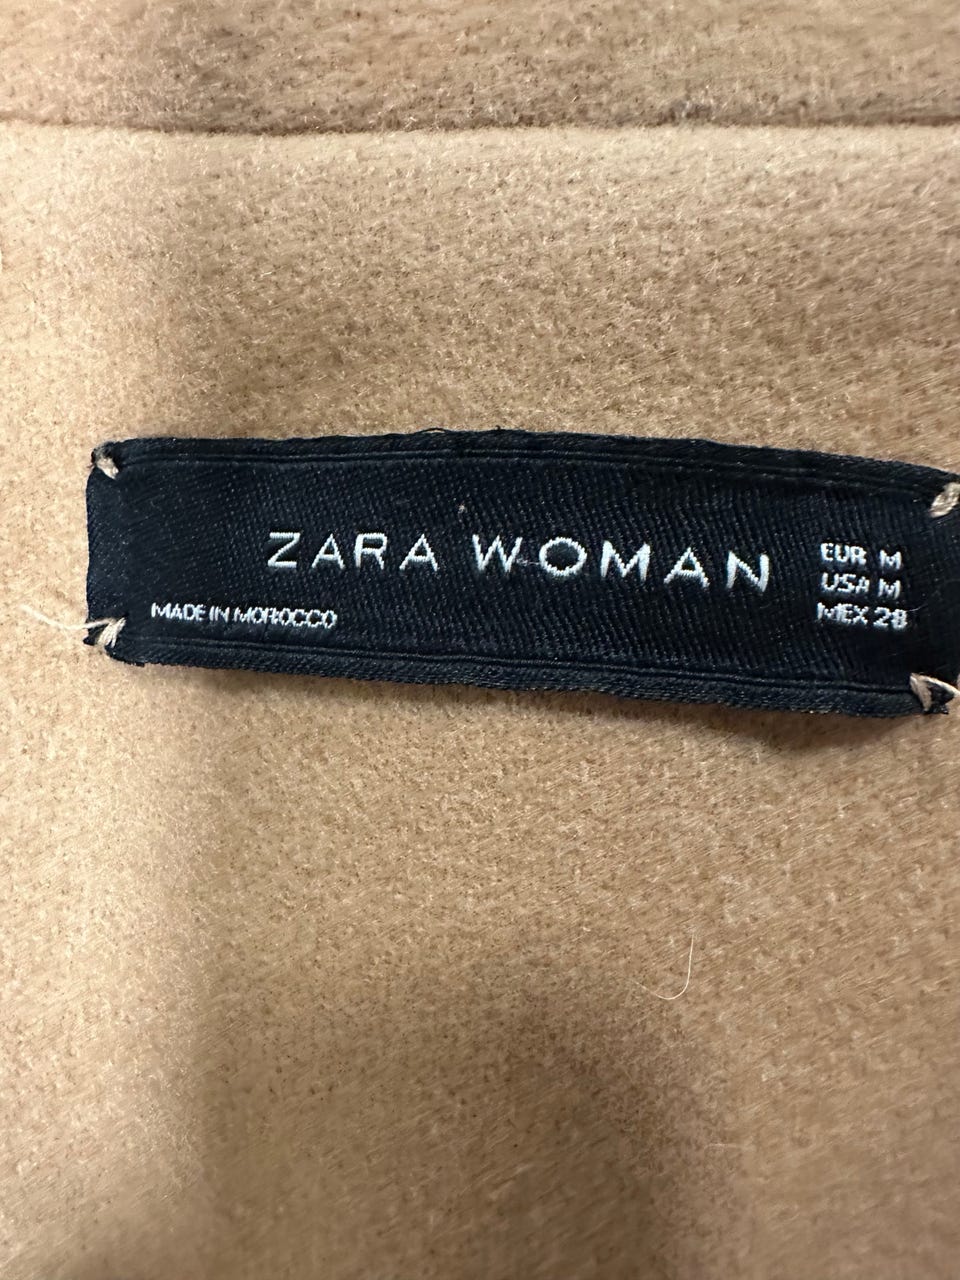 ZARA WOMAN
MADE IN MOROCCO
EUR M
USA M
MEX 28